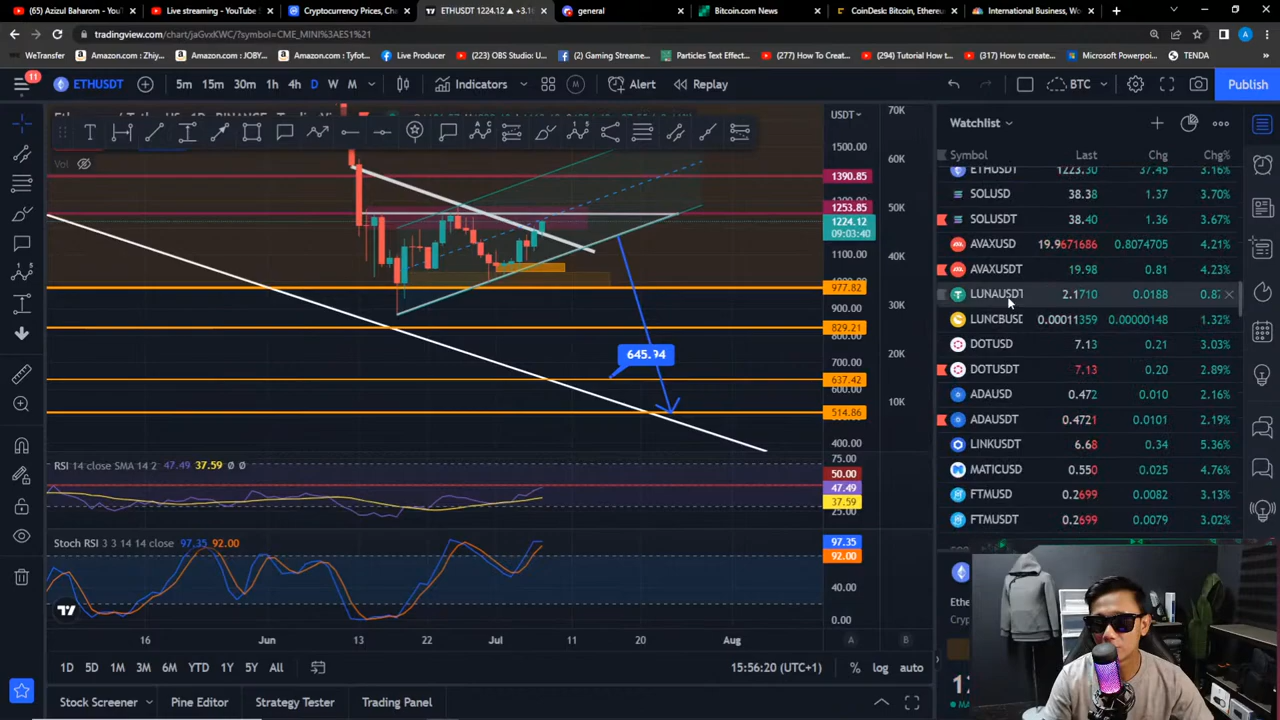 (65) Azizul Baharom - You
Live streaming - YouTube S
Cryptocurrency Prices, Cha
ETHUSDT 1224.12 ▲ +3.1
general
Bitcoin.com News
CoinDesk: Bitcoin, Ethereu
International Business, Wo
tradingview.com/chart/jaGvxKWC/?symbol=CME_MINI%3AES1%21
WeTransfer
Amazon.com : Zhiy...
Amazon.com: JOBY...
Amazon.com: Tyfot...
Live Producer
(223) OBS Studio: U...
(2) Gaming Streame...
Particles Text Effect...
(277) How To Creat...
(294) Tutorial How t...
(317) How to creat...
Microsoft Powerpoi...
TENDA
11
ETHUSDT
5m 15m 30m 1h 4h D W M
Indicators
Alert
Replay
BTC
Publish
USDT
Vol
70K
60K
50K
40K
30K
20K
10K
1500.00
1390.85
1253.85
1224.12
09:03:40
1100.00
977.82
900.00
829.21
700.00
637.42
600.00
514.86
400.00
645.94
RSI 14 close SMA 14 2 47.49 37.59 Ø Ø
75.00
50.00
47.49
37.59
25.00
Stoch RSI 3 3 14 14 close 97.35 92.00
97.35
92.00
40.00
0.00
16 Jun 13 22 Jul 11 20 Aug
A B
1D 5D 1M 3M 6M YTD 1Y 5Y All
15:56:20 (UTC+1)
% log auto
Stock Screener
Pine Editor
Strategy Tester
Trading Panel
Watchlist
Symbol Last Chg Chg%
ETHUSDT 1223.30 37.45 3.16%
SOLUSD 38.38 1.37 3.70%
SOLUSDT 38.40 1.36 3.67%
AVAXUSD 19.9671686 0.8074705 4.21%
AVAXUSDT 19.98 0.81 4.23%
LUNAUSDT 2.1710 0.0188 0.87
LUNCBUSD 0.00011359 0.00000148 1.32%
DOTUSD 7.13 0.21 3.03%
DOTUSDT 7.13 0.20 2.89%
ADAUSD 0.472 0.010 2.16%
ADAUSDT 0.4721 0.0101 2.19%
LINKUSDT 6.68 0.34 5.36%
MATICUSD 0.550 0.025 4.76%
FTMUSD 0.2699 0.0082 3.13%
FTMUSDT 0.2699 0.0079 3.02%